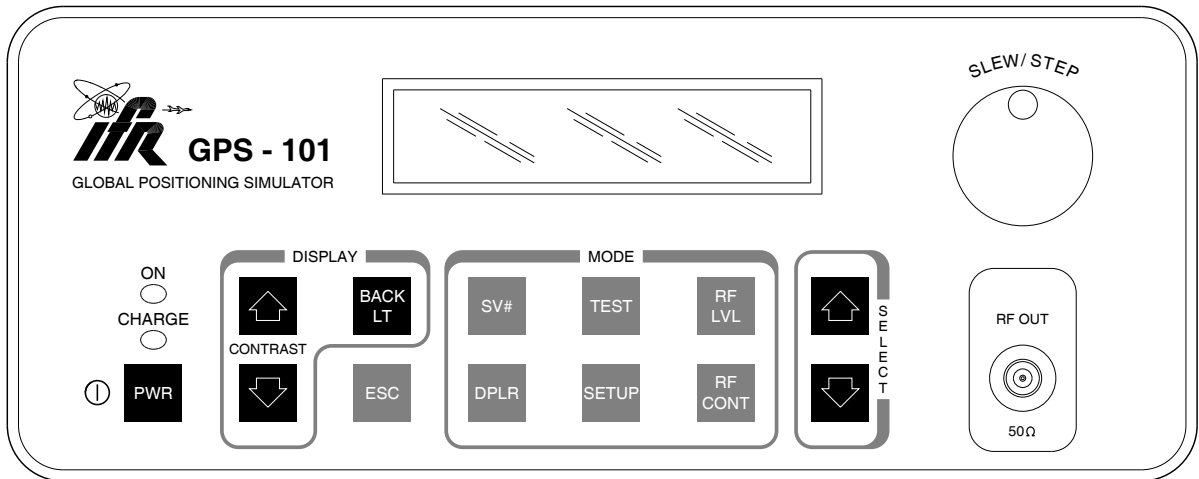 SLEW/STEP
IFR
GPS - 101
GLOBAL POSITIONING SIMULATOR
DISPLAY
MODE
ON
CHARGE
BACK
LT
SV#
TEST
RF
LVL
SELECT
RF OUT
CONTRAST
PWR
ESC
DPLR
SETUP
RF
CONT
50Ω